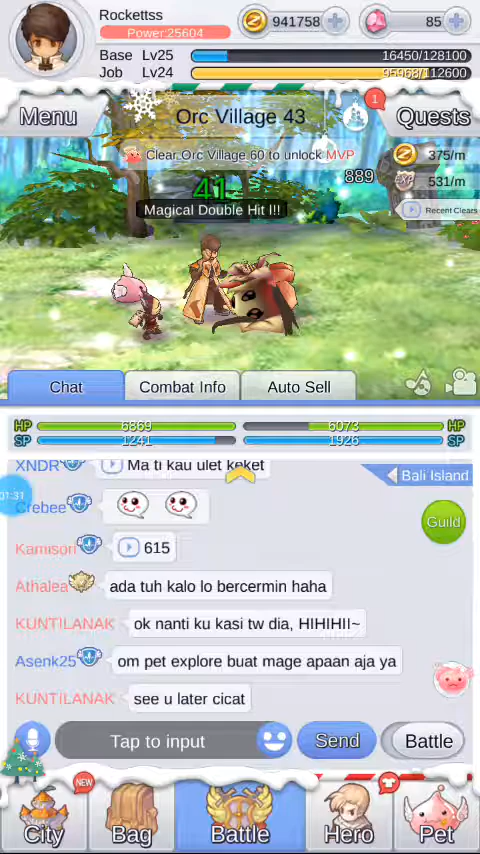 Rockettss
Power:25604
941758
85
Base Lv25
16450/128100
Job Lv24
95968/112600
Menu
Orc Village 43
1
Quests
Clear Orc Village 60 to unlock MVP
375/m
889
41
EXP 531/m
Magical Double Hit I!!
Recent Clears
Chat
Combat Info
Auto Sell
HP 6869
6073 HP
SP 1241
1926 SP
XNDR
Ma ti kau ulet keket
Bali Island
01:31
Crebee
Guild
Kamison
615
Athalea
ada tuh kalo lo bercermin haha
KUNTILANAK
ok nanti ku kasi tw dia, HIHIHII~
Asenk25
om pet explore buat mage apaan aja ya
KUNTILANAK
see u later cicat
Tap to input
Send
Battle
NEW
City
Bag
Battle
Hero
Pet